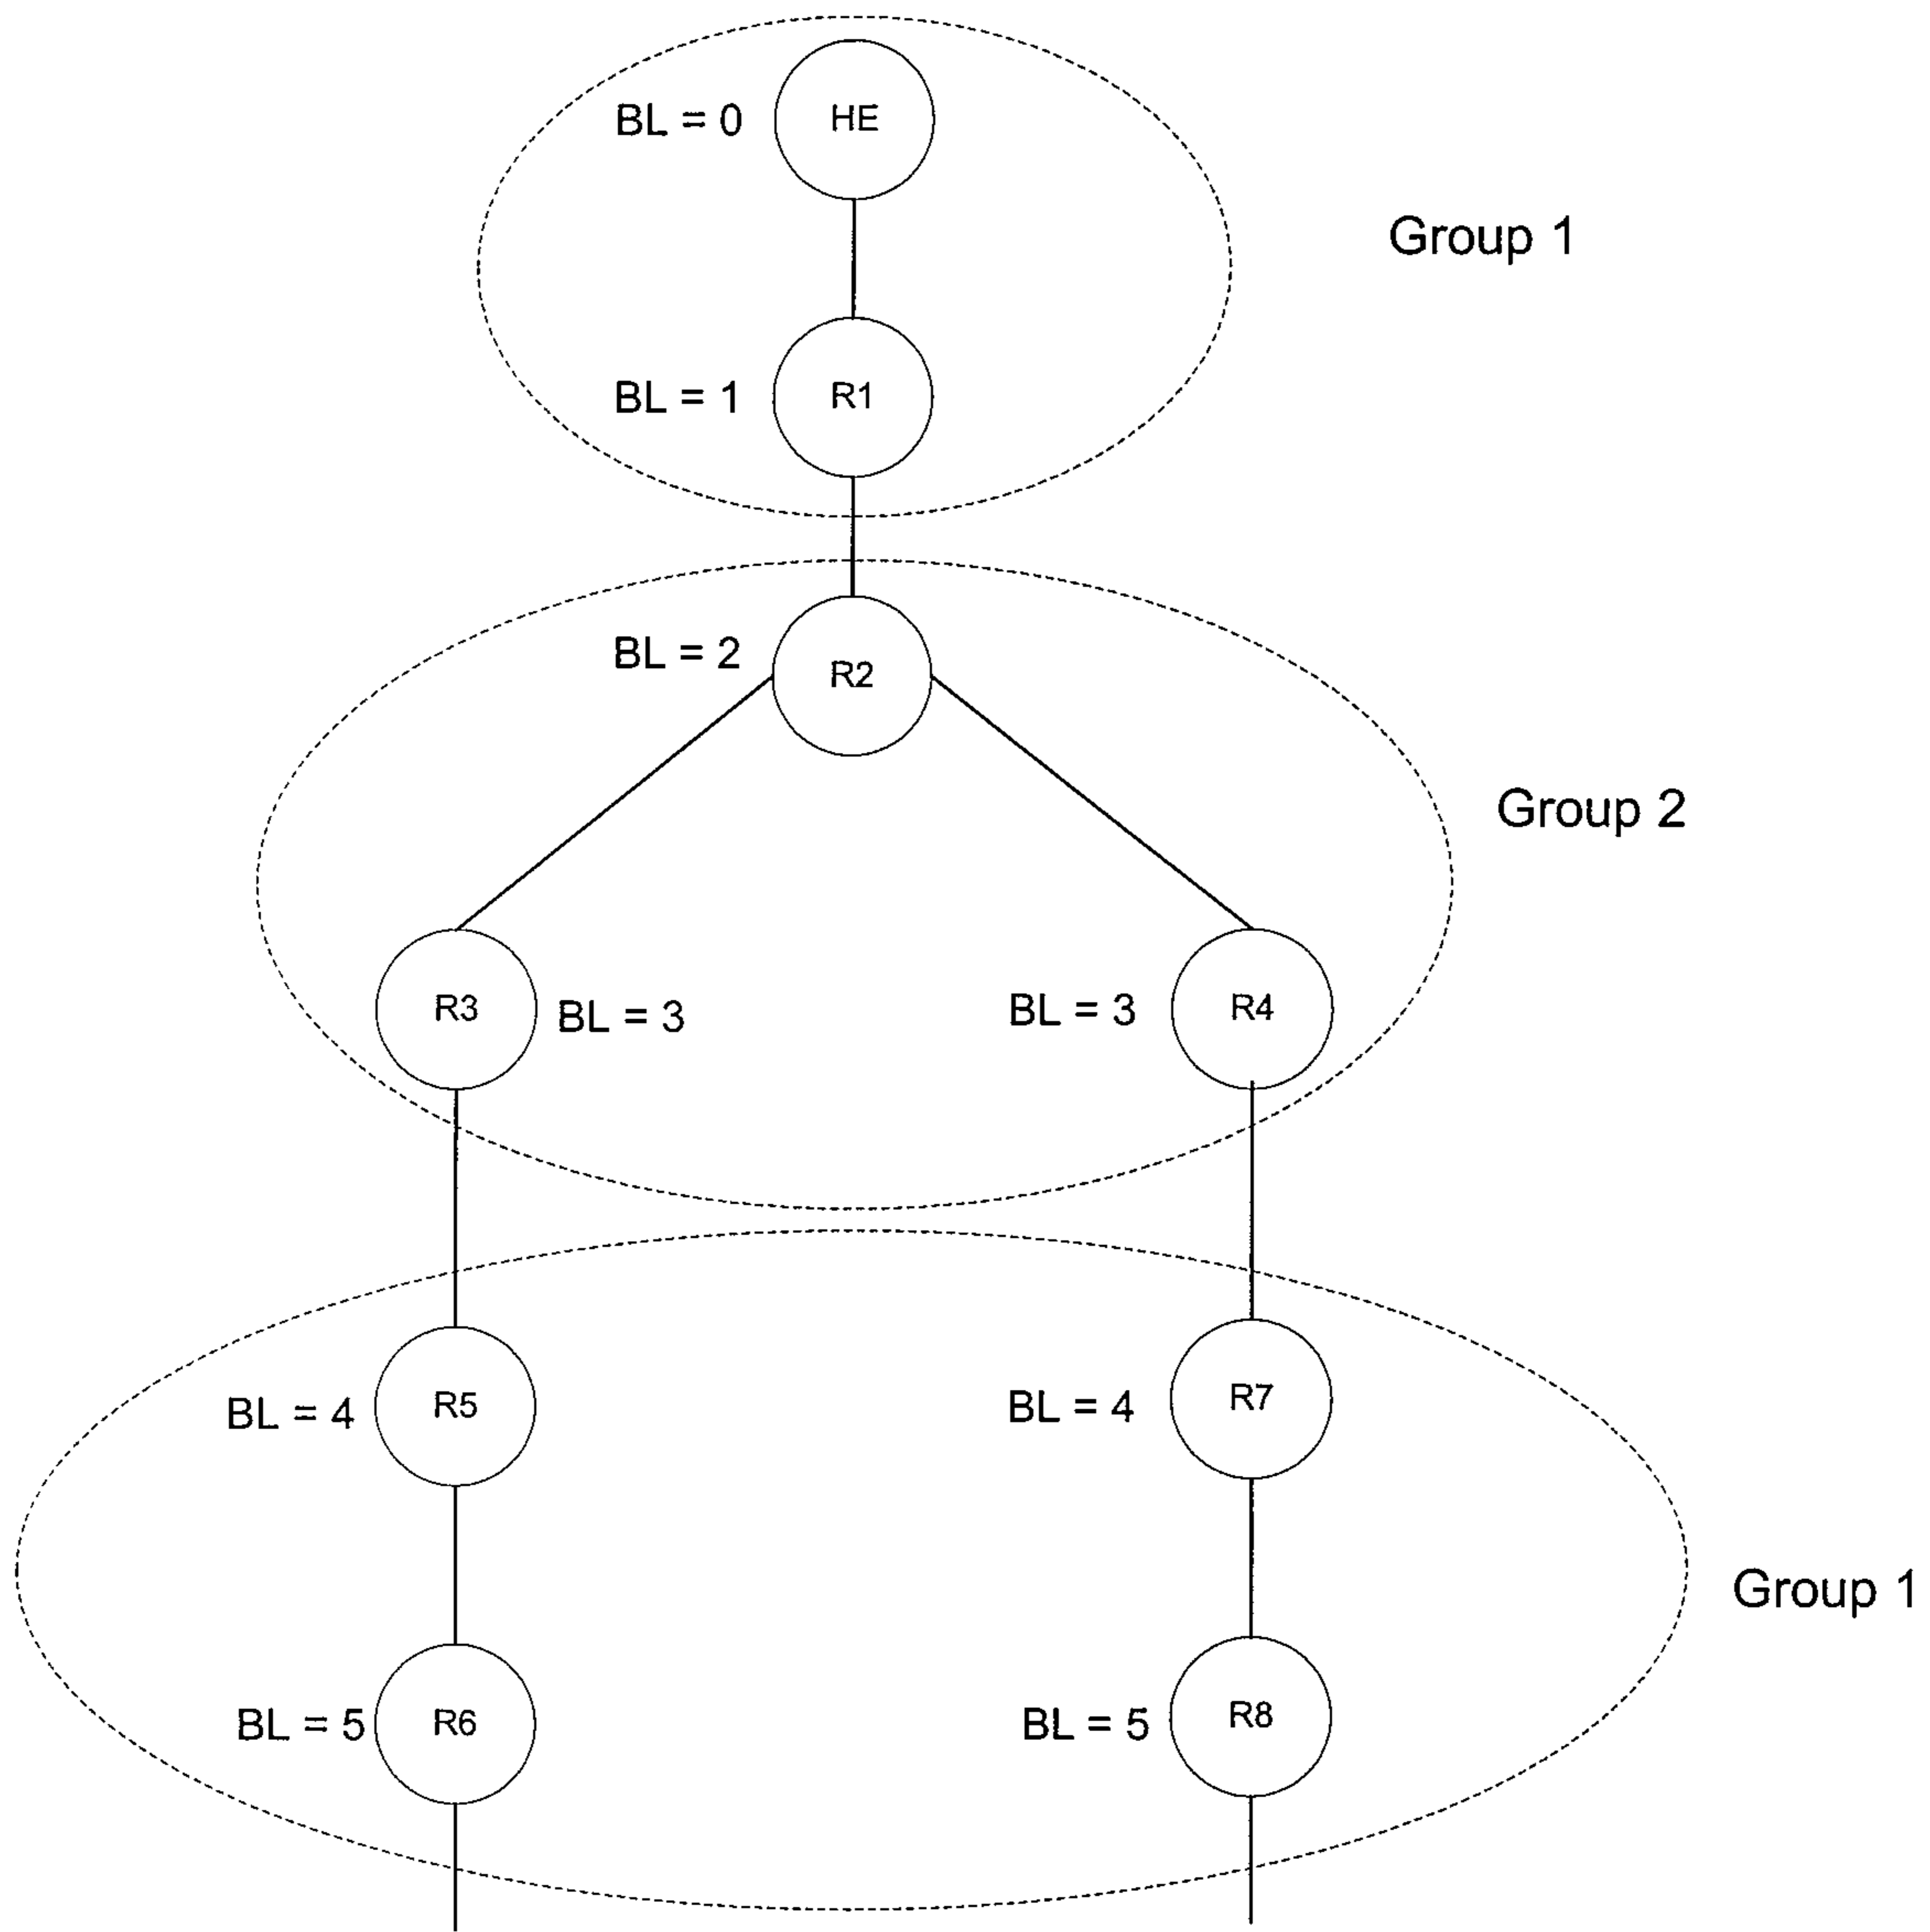 BL = 0
HE
Group 1
BL = 1
R1
BL = 2
R2
Group 2
R3
BL = 3
BL = 3
R4
BL = 4
R5
BL = 4
R7
Group 1
BL = 5
R6
BL = 5
R8